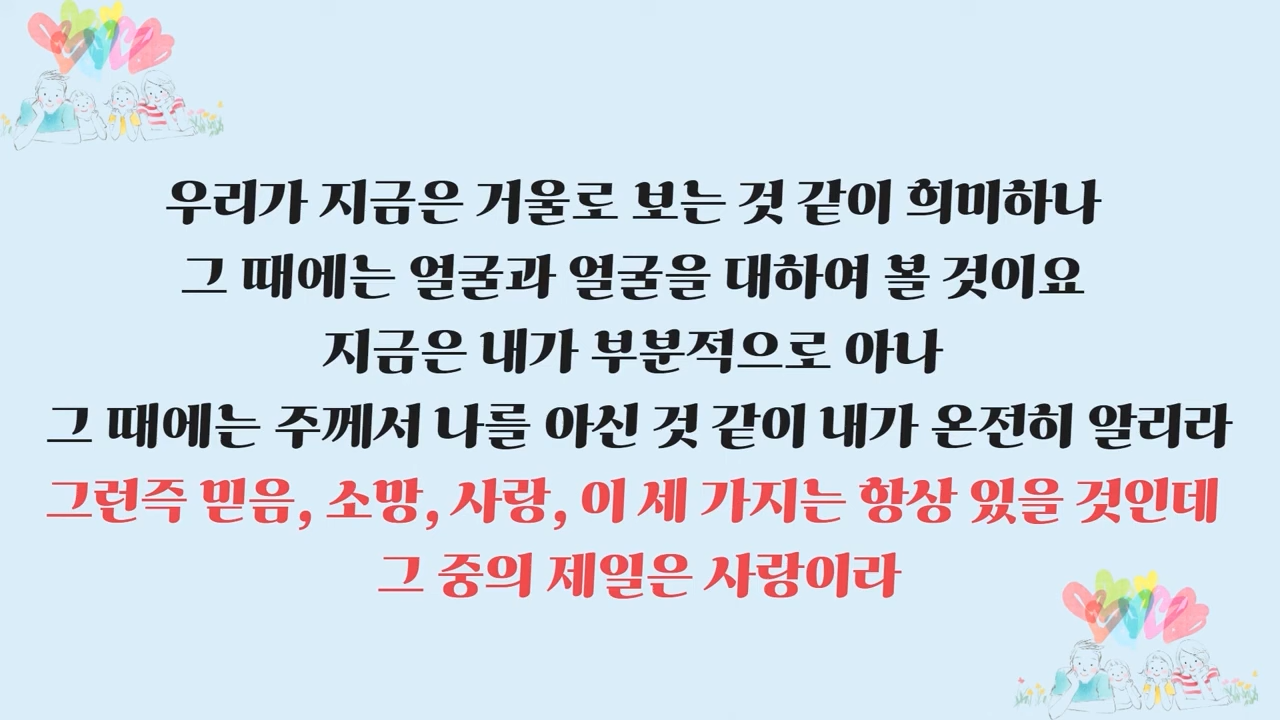 우리가 지금은 거울로 보는 것 같이 희미하나
그 때에는 얼굴과 얼굴을 대하여 볼 것이요
지금은 내가 부분적으로 아나
그 때에는 주께서 나를 아신 것 같이 내가 온전히 알리라
그런즉 믿음, 소망, 사랑, 이 세 가지는 항상 있을 것인데
그 중의 제일은 사랑이라